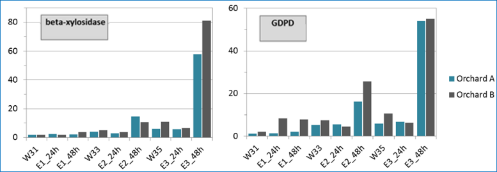 beta-xylosidase
80
60
40
20
0
W31
E1_24h
E1_48h
W33
E2_24h
E2_48h
W35
E3_24h
E3_48h
GDPD
60
40
20
0
W31
E1_24h
E1_48h
W33
E2_24h
E2_48h
W35
E3_24h
E3_48h
Orchard A
Orchard B